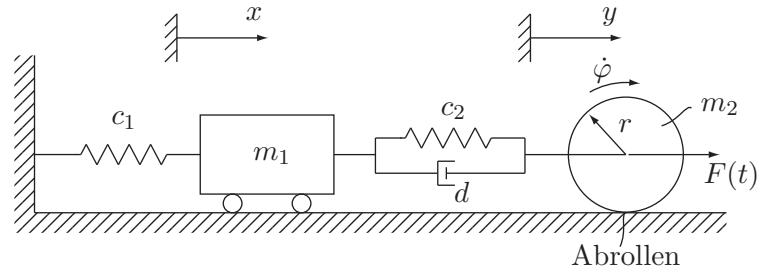 x
y
φ̇
c₁
m₁
c₂
d
r
m₂
F(t)
Abrollen